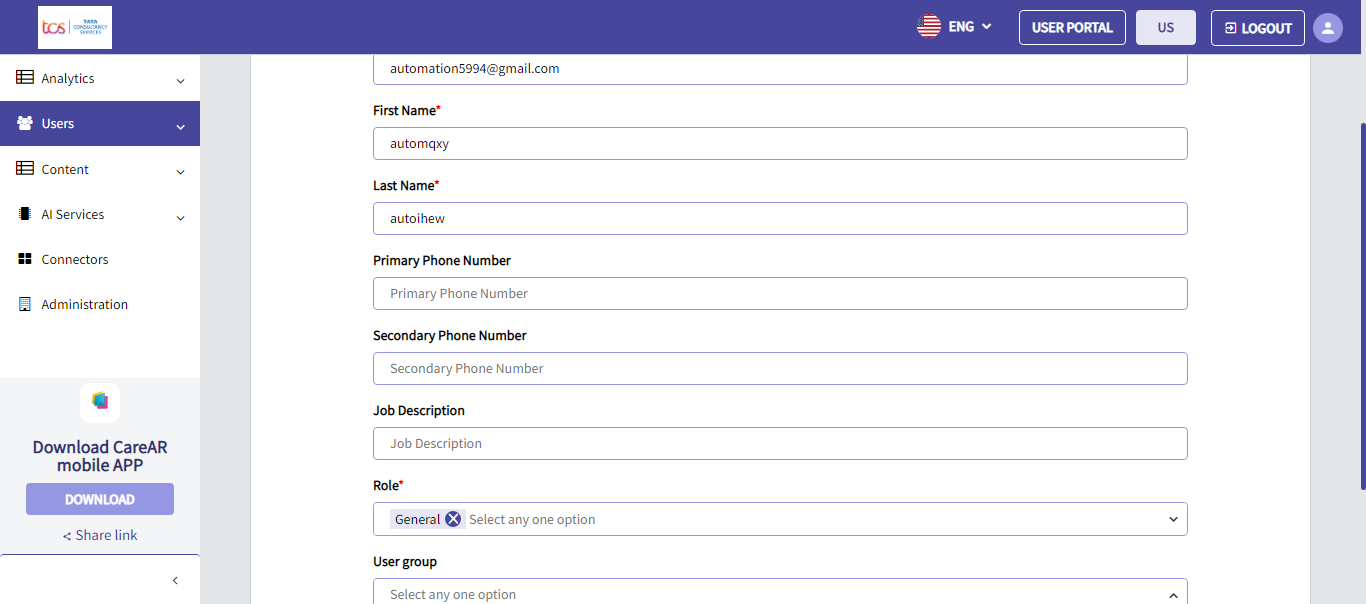 tcs
TATA
CONSULTANCY
SERVICES
ENG
USER PORTAL
US
LOGOUT
Analytics
Users
Content
AI Services
Connectors
Administration
Download CareAR
mobile APP
DOWNLOAD
Share link
automation5994@gmail.com
First Name*
automqxy
Last Name*
autoihew
Primary Phone Number
Primary Phone Number
Secondary Phone Number
Secondary Phone Number
Job Description
Job Description
Role*
General Select any one option
User group
Select any one option